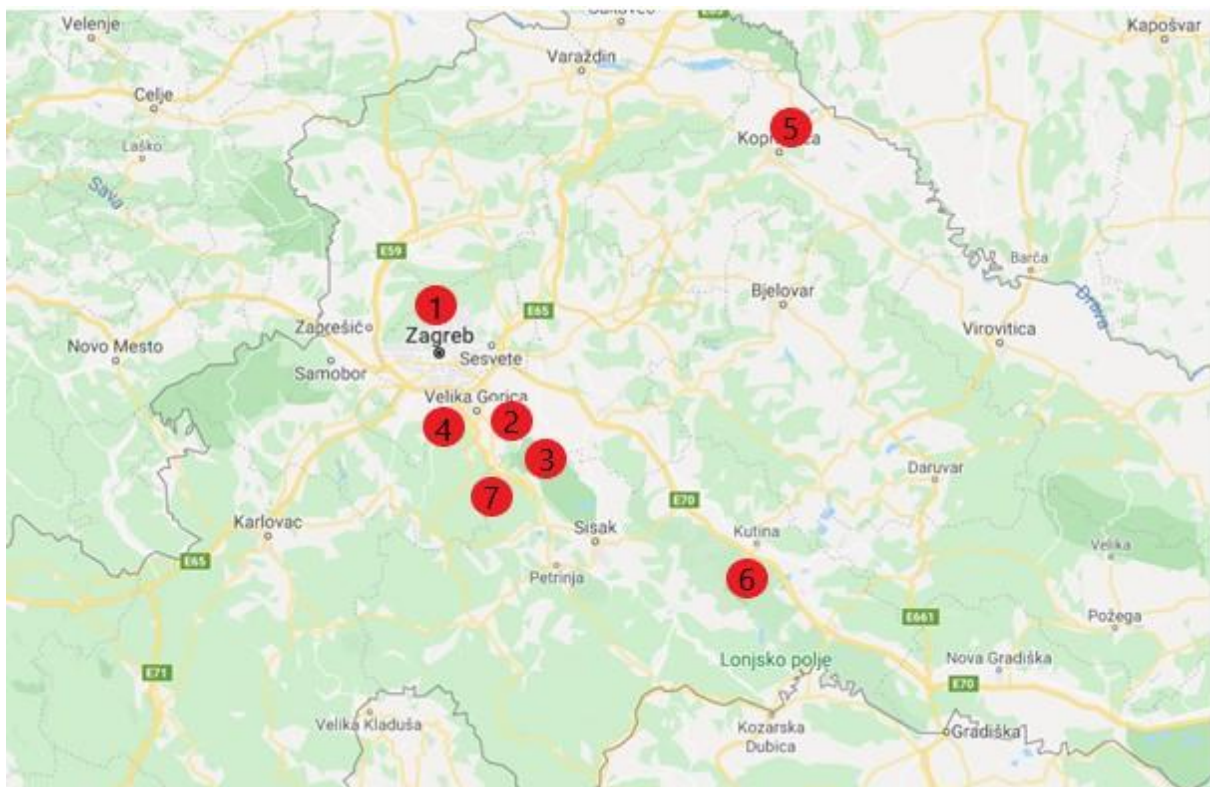 Velenje
Kapošvar
Varaždin
Celje
Laško
5
Sava
E59
Barča
Bjelovar
Drava
1
E65
Zaprešić
Zagreb
Virovitica
Novo Mesto
Sesvete
Samobor
Velika Gorica
2
4
3
Daruvar
7
E70
Karlovac
Sisak
Kutina
Velika
E65
Petrinja
6
E661
Požega
Lonjsko polje
Nova Gradiška
E71
E70
Velika Kladuša
Kozarska
Dubica
Gradiška